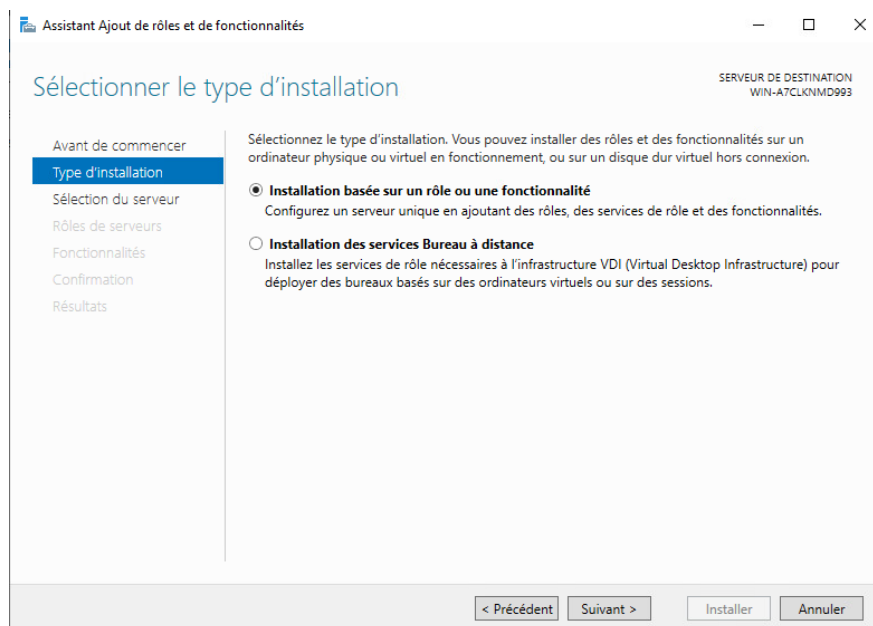 Assistant Ajout de rôles et de fonctionnalités
Sélectionner le type d'installation
SERVEUR DE DESTINATION
WIN-A7CLKNMD993
Avant de commencer
Type d'installation
Sélection du serveur
Rôles de serveurs
Fonctionnalités
Confirmation
Résultats
Sélectionnez le type d'installation. Vous pouvez installer des rôles et des fonctionnalités sur un
ordinateur physique ou virtuel en fonctionnement, ou sur un disque dur virtuel hors connexion.
Installation basée sur un rôle ou une fonctionnalité
Configurez un serveur unique en ajoutant des rôles, des services de rôle et des fonctionnalités.
Installation des services Bureau à distance
Installez les services de rôle nécessaires à l'infrastructure VDI (Virtual Desktop Infrastructure) pour
déployer des bureaux basés sur des ordinateurs virtuels ou sur des sessions.
< Précédent
Suivant >
Installer
Annuler